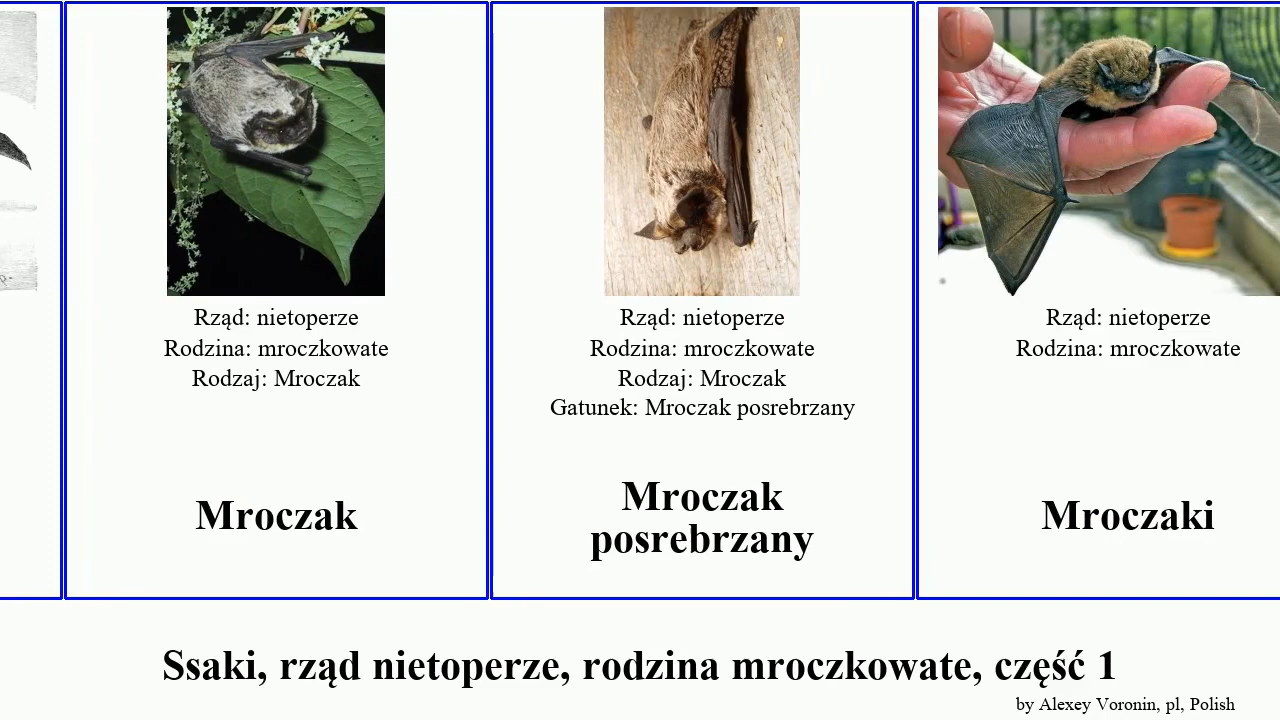 Rząd: nietoperze
Rodzina: mroczkowate
Rodzaj: Mroczak
Mroczak
Rząd: nietoperze
Rodzina: mroczkowate
Rodzaj: Mroczak
Gatunek: Mroczak posrebrzany
Mroczak
posrebrzany
Rząd: nietoperze
Rodzina: mroczkowate
Mroczaki
Ssaki, rząd nietoperze, rodzina mroczkowate, część 1
by Alexey Voronin, pl, Polish